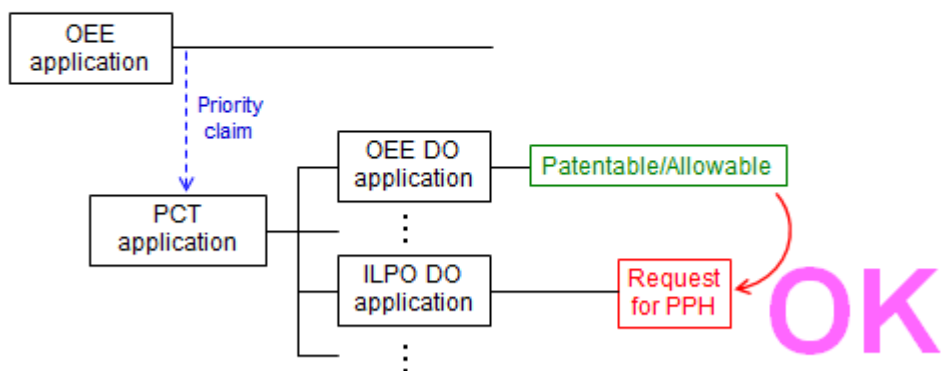 OEE
application
Priority
claim
OEE DO
application
Patentable/Allowable
PCT
application
⋮
ILPO DO
application
Request
for PPH
OK
⋮